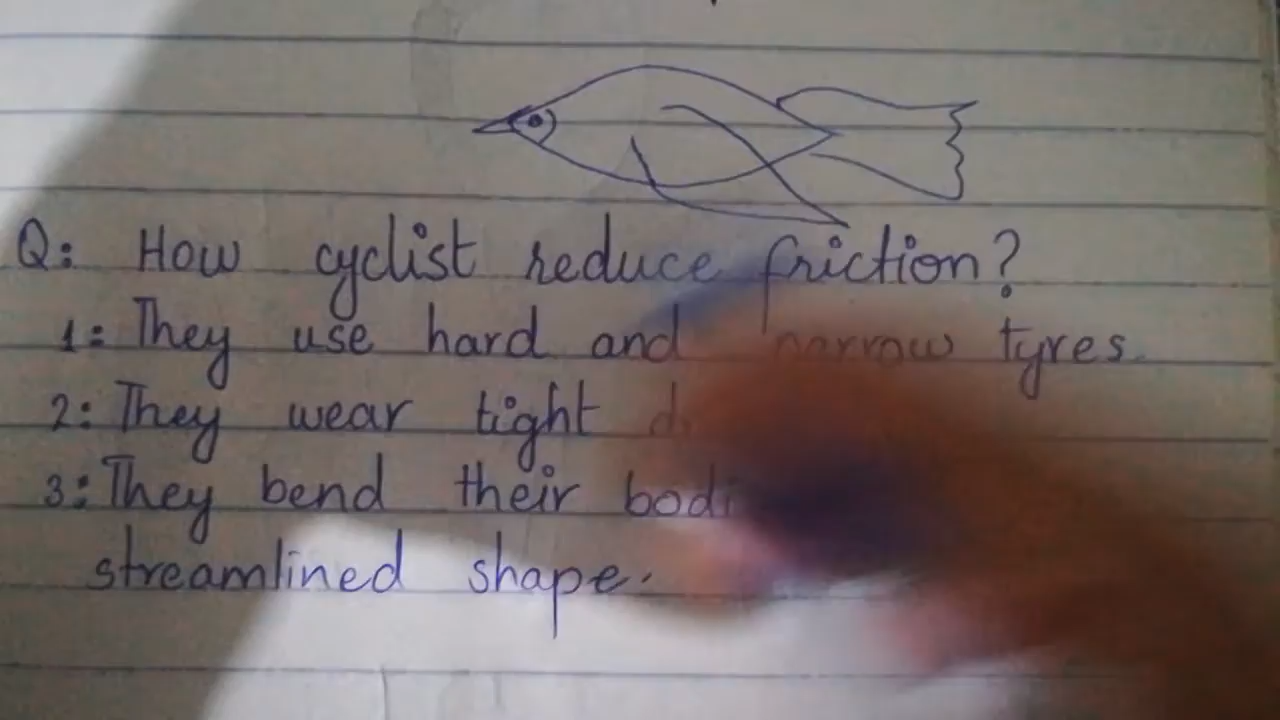 Q: How cyclist reduce friction?
1: They use hard and narrow tyres.
2: They wear tight
3: They bend their
streamlined shape.